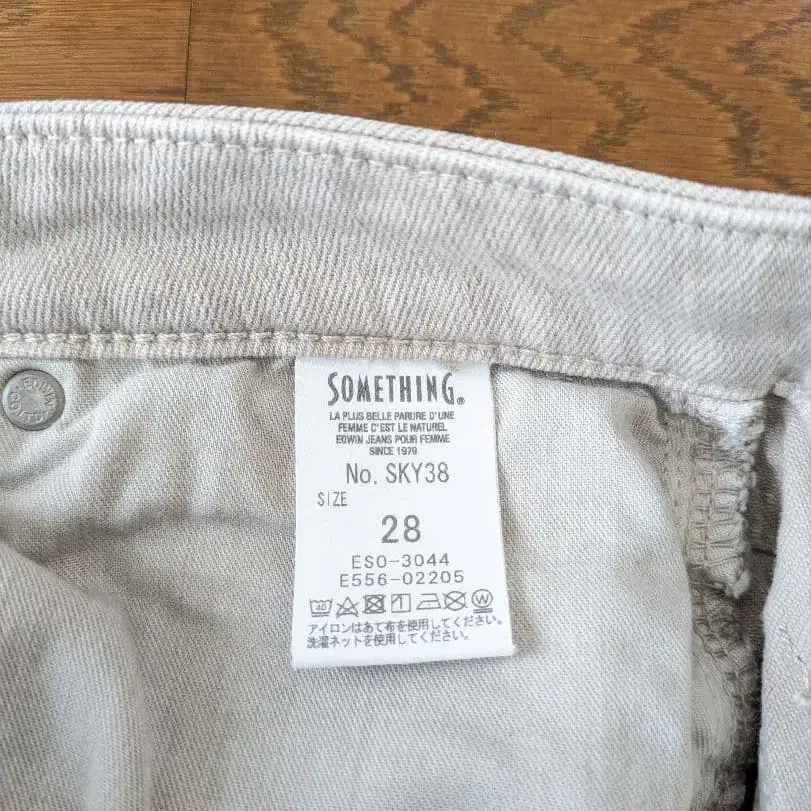 SOMETHING®
LA PLUS BELLE PARURE D'UNE
FEMME C'EST LE NATUREL
EDWIN JEANS POUR FEMME
SINCE 1979
No. SKY38
SIZE
28
ES0-3044
E556-02205
40 W
アイロンはあて布を使用してください。
洗濯ネットを使用してください。
EDWIN